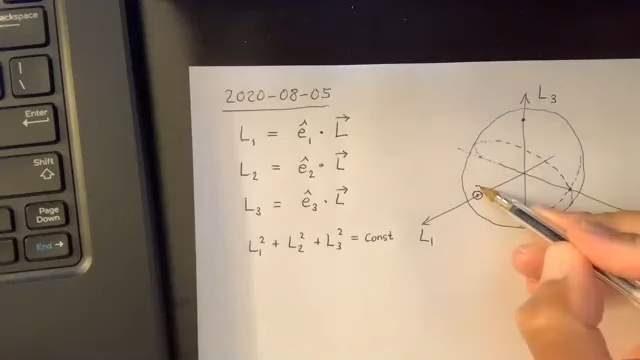 kspace
\
Enter
Shift
Page
Down
End
2020-08-05
L₁ = ê₁ · L⃗
L₂ = ê₂ · L⃗
L₃ = ê₃ · L⃗
L₁² + L₂² + L₃² = const
L₃
L₁